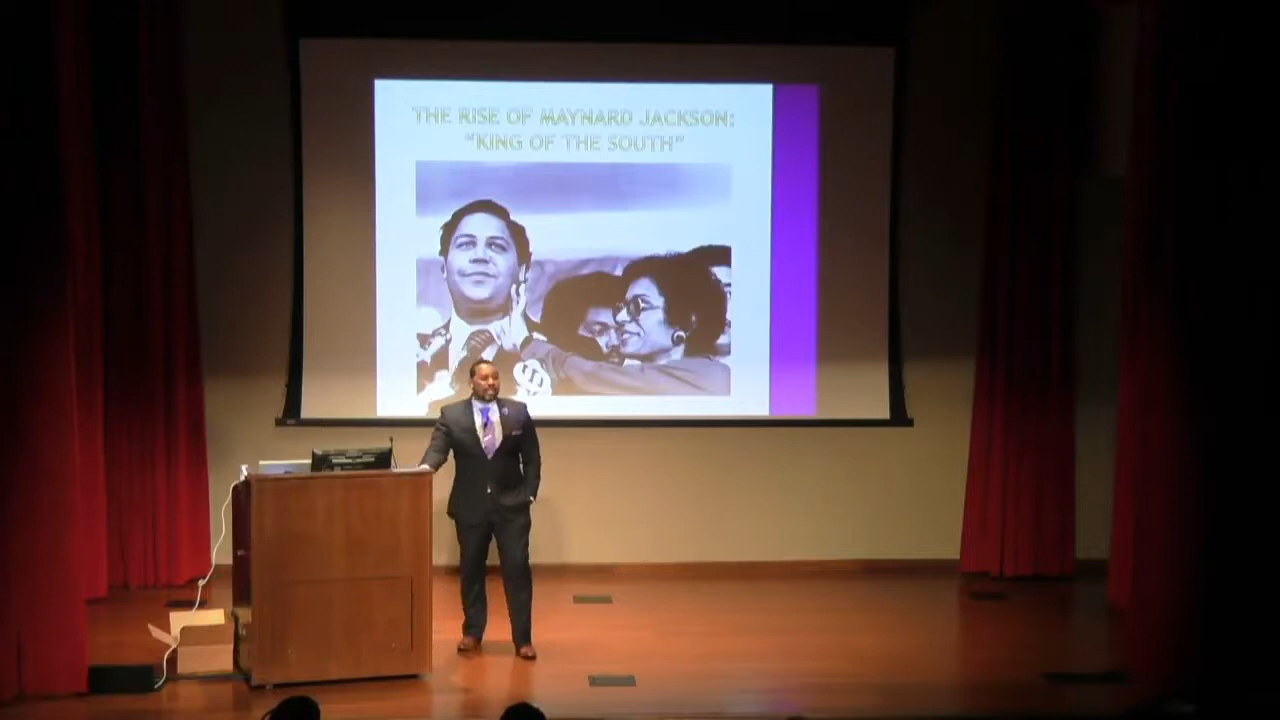 THE RISE OF MAYNARD JACKSON:
“KING OF THE SOUTH”